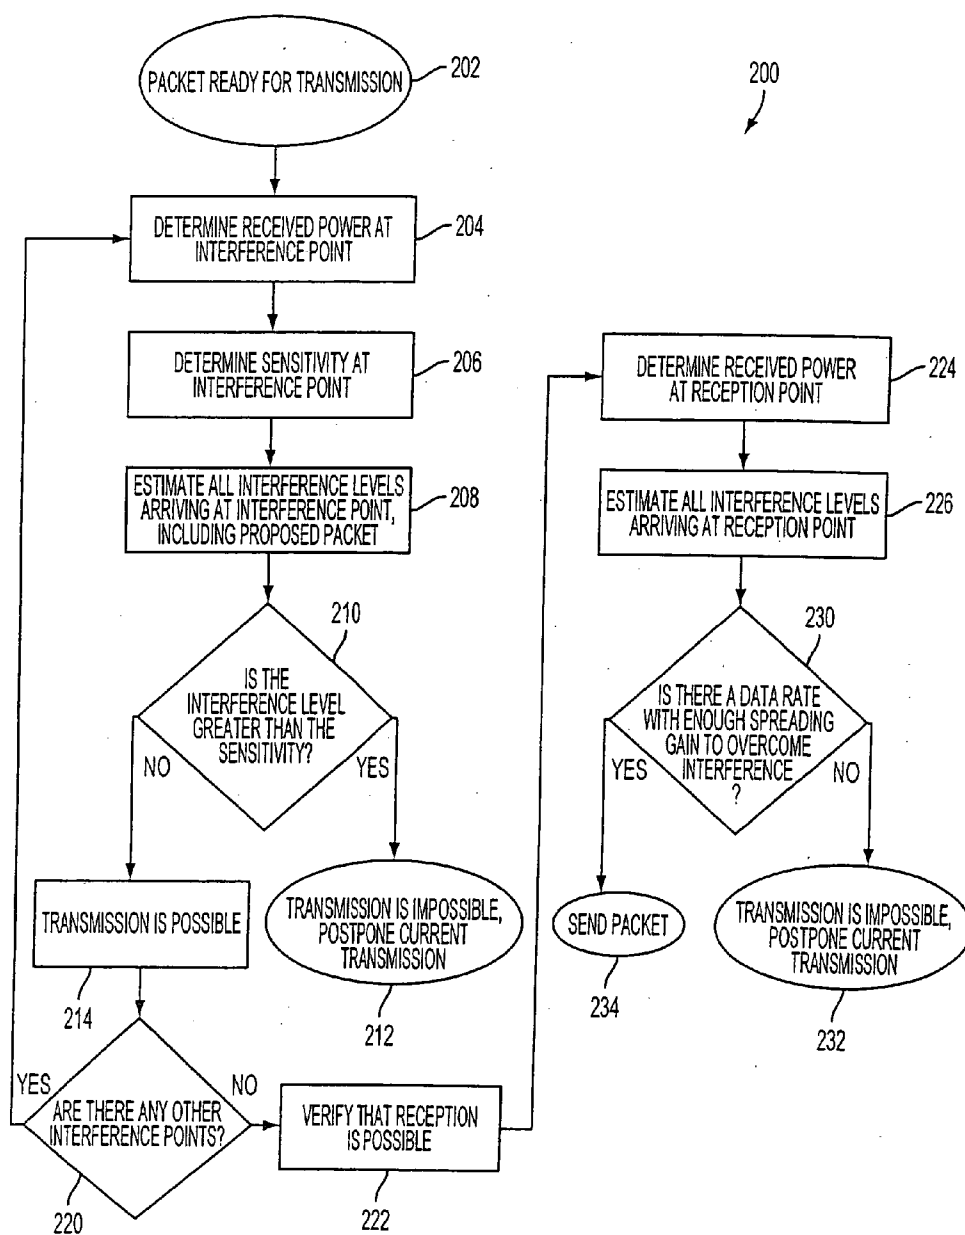 PACKET READY FOR TRANSMISSION
202
200
DETERMINE RECEIVED POWER AT
INTERFERENCE POINT
204
DETERMINE SENSITIVITY AT
INTERFERENCE POINT
206
ESTIMATE ALL INTERFERENCE LEVELS
ARRIVING AT INTERFERENCE POINT,
INCLUDING PROPOSED PACKET
208
210
IS THE
INTERFERENCE LEVEL
GREATER THAN THE
SENSITIVITY?
NO
YES
TRANSMISSION IS POSSIBLE
214
TRANSMISSION IS IMPOSSIBLE,
POSTPONE CURRENT
TRANSMISSION
212
YES
NO
ARE THERE ANY OTHER
INTERFERENCE POINTS?
220
VERIFY THAT RECEPTION
IS POSSIBLE
222
DETERMINE RECEIVED POWER
AT RECEPTION POINT
224
ESTIMATE ALL INTERFERENCE LEVELS
ARRIVING AT RECEPTION POINT
226
230
IS THERE A DATA RATE
WITH ENOUGH SPREADING
GAIN TO OVERCOME
INTERFERENCE
?
YES
NO
SEND PACKET
234
TRANSMISSION IS IMPOSSIBLE,
POSTPONE CURRENT
TRANSMISSION
232